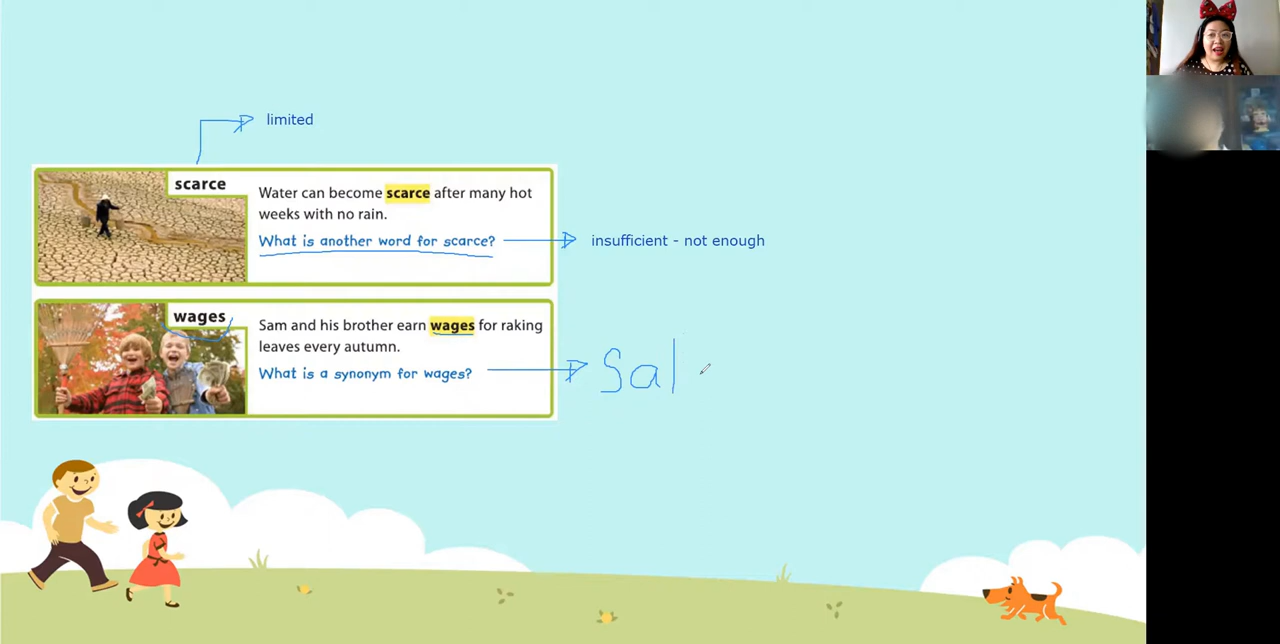 limited
scarce
Water can become scarce after many hot
weeks with no rain.
What is another word for scarce?
insufficient - not enough
wages
Sam and his brother earn wages for raking
leaves every autumn.
What is a synonym for wages?
Sal